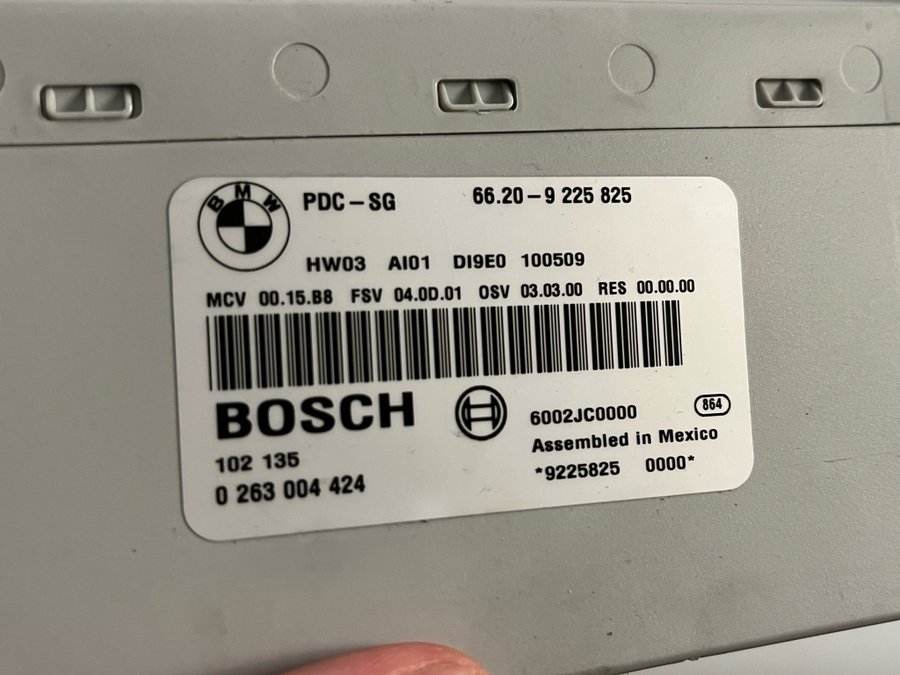 BMW
PDC-SG 66.20-9 225 825
HW03 AI01 DI9E0 100509
MCV 00.15.B8 FSV 04.0D.01 OSV 03.03.00 RES 00.00.00
BOSCH 6002JC0000 864
Assembled in Mexico
102 135 *9225825 0000*
0 263 004 424